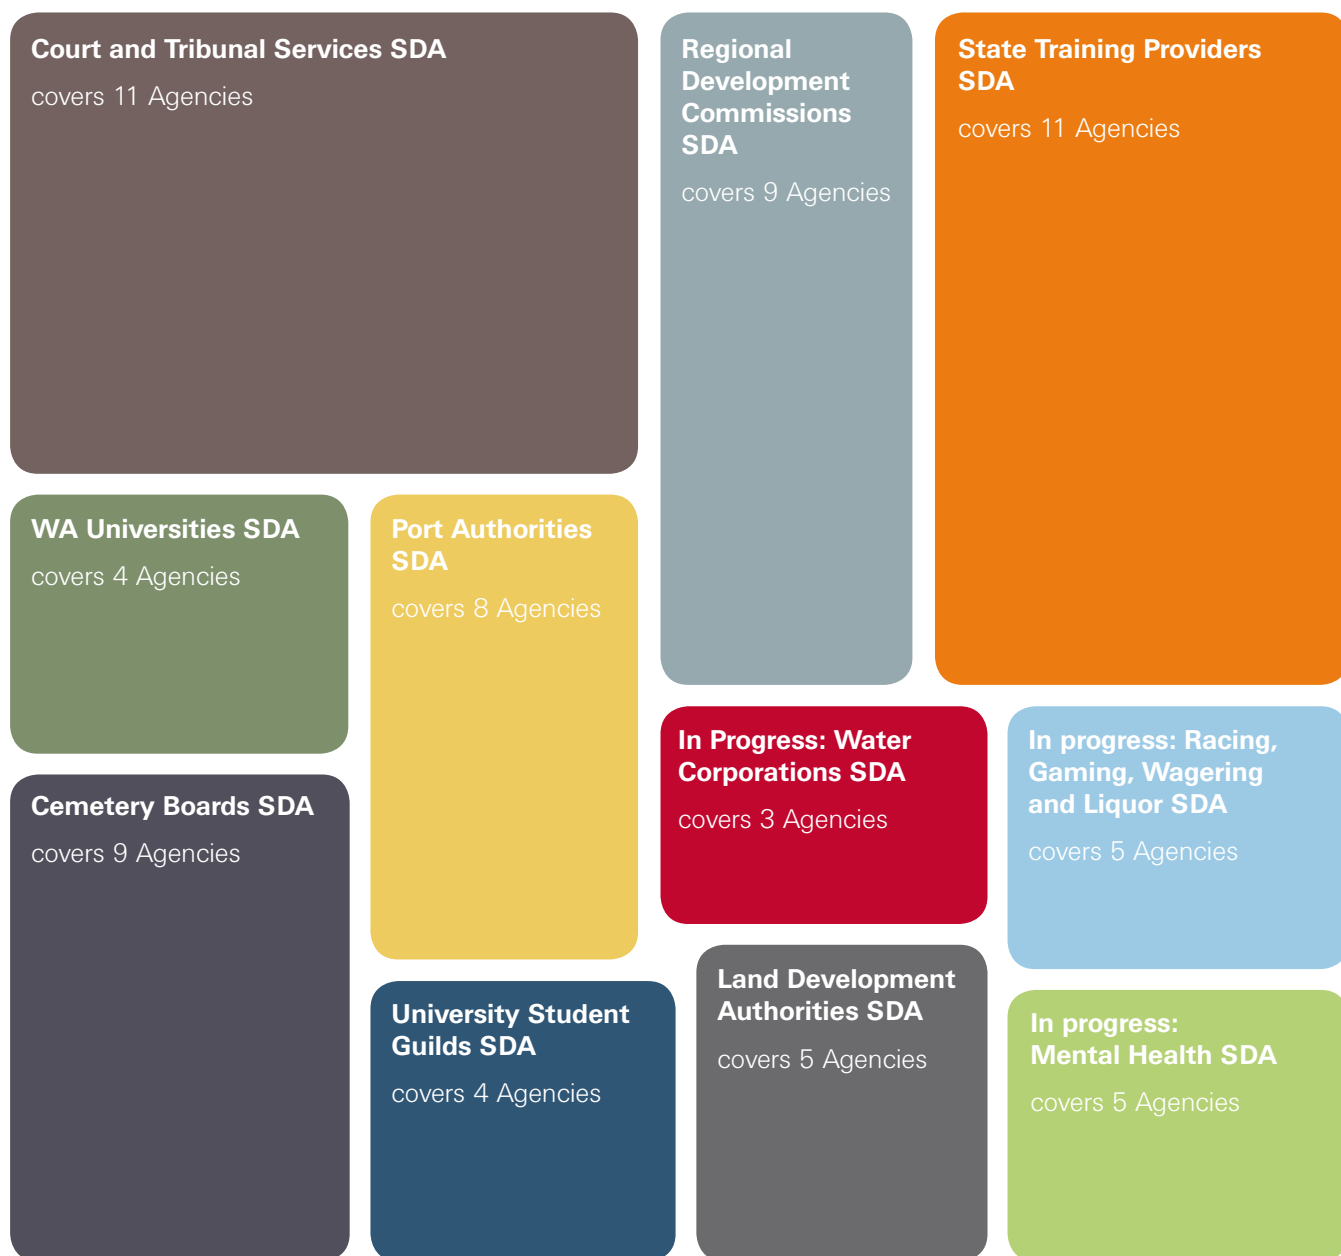 Court and Tribunal Services SDA
covers 11 Agencies
Regional
Development
Commissions
SDA
covers 9 Agencies
State Training Providers
SDA
covers 11 Agencies
WA Universities SDA
covers 4 Agencies
Port Authorities
SDA
covers 8 Agencies
In Progress: Water
Corporations SDA
covers 3 Agencies
In progress: Racing,
Gaming, Wagering
and Liquor SDA
covers 5 Agencies
Cemetery Boards SDA
covers 9 Agencies
University Student
Guilds SDA
covers 4 Agencies
Land Development
Authorities SDA
covers 5 Agencies
In progress:
Mental Health SDA
covers 5 Agencies